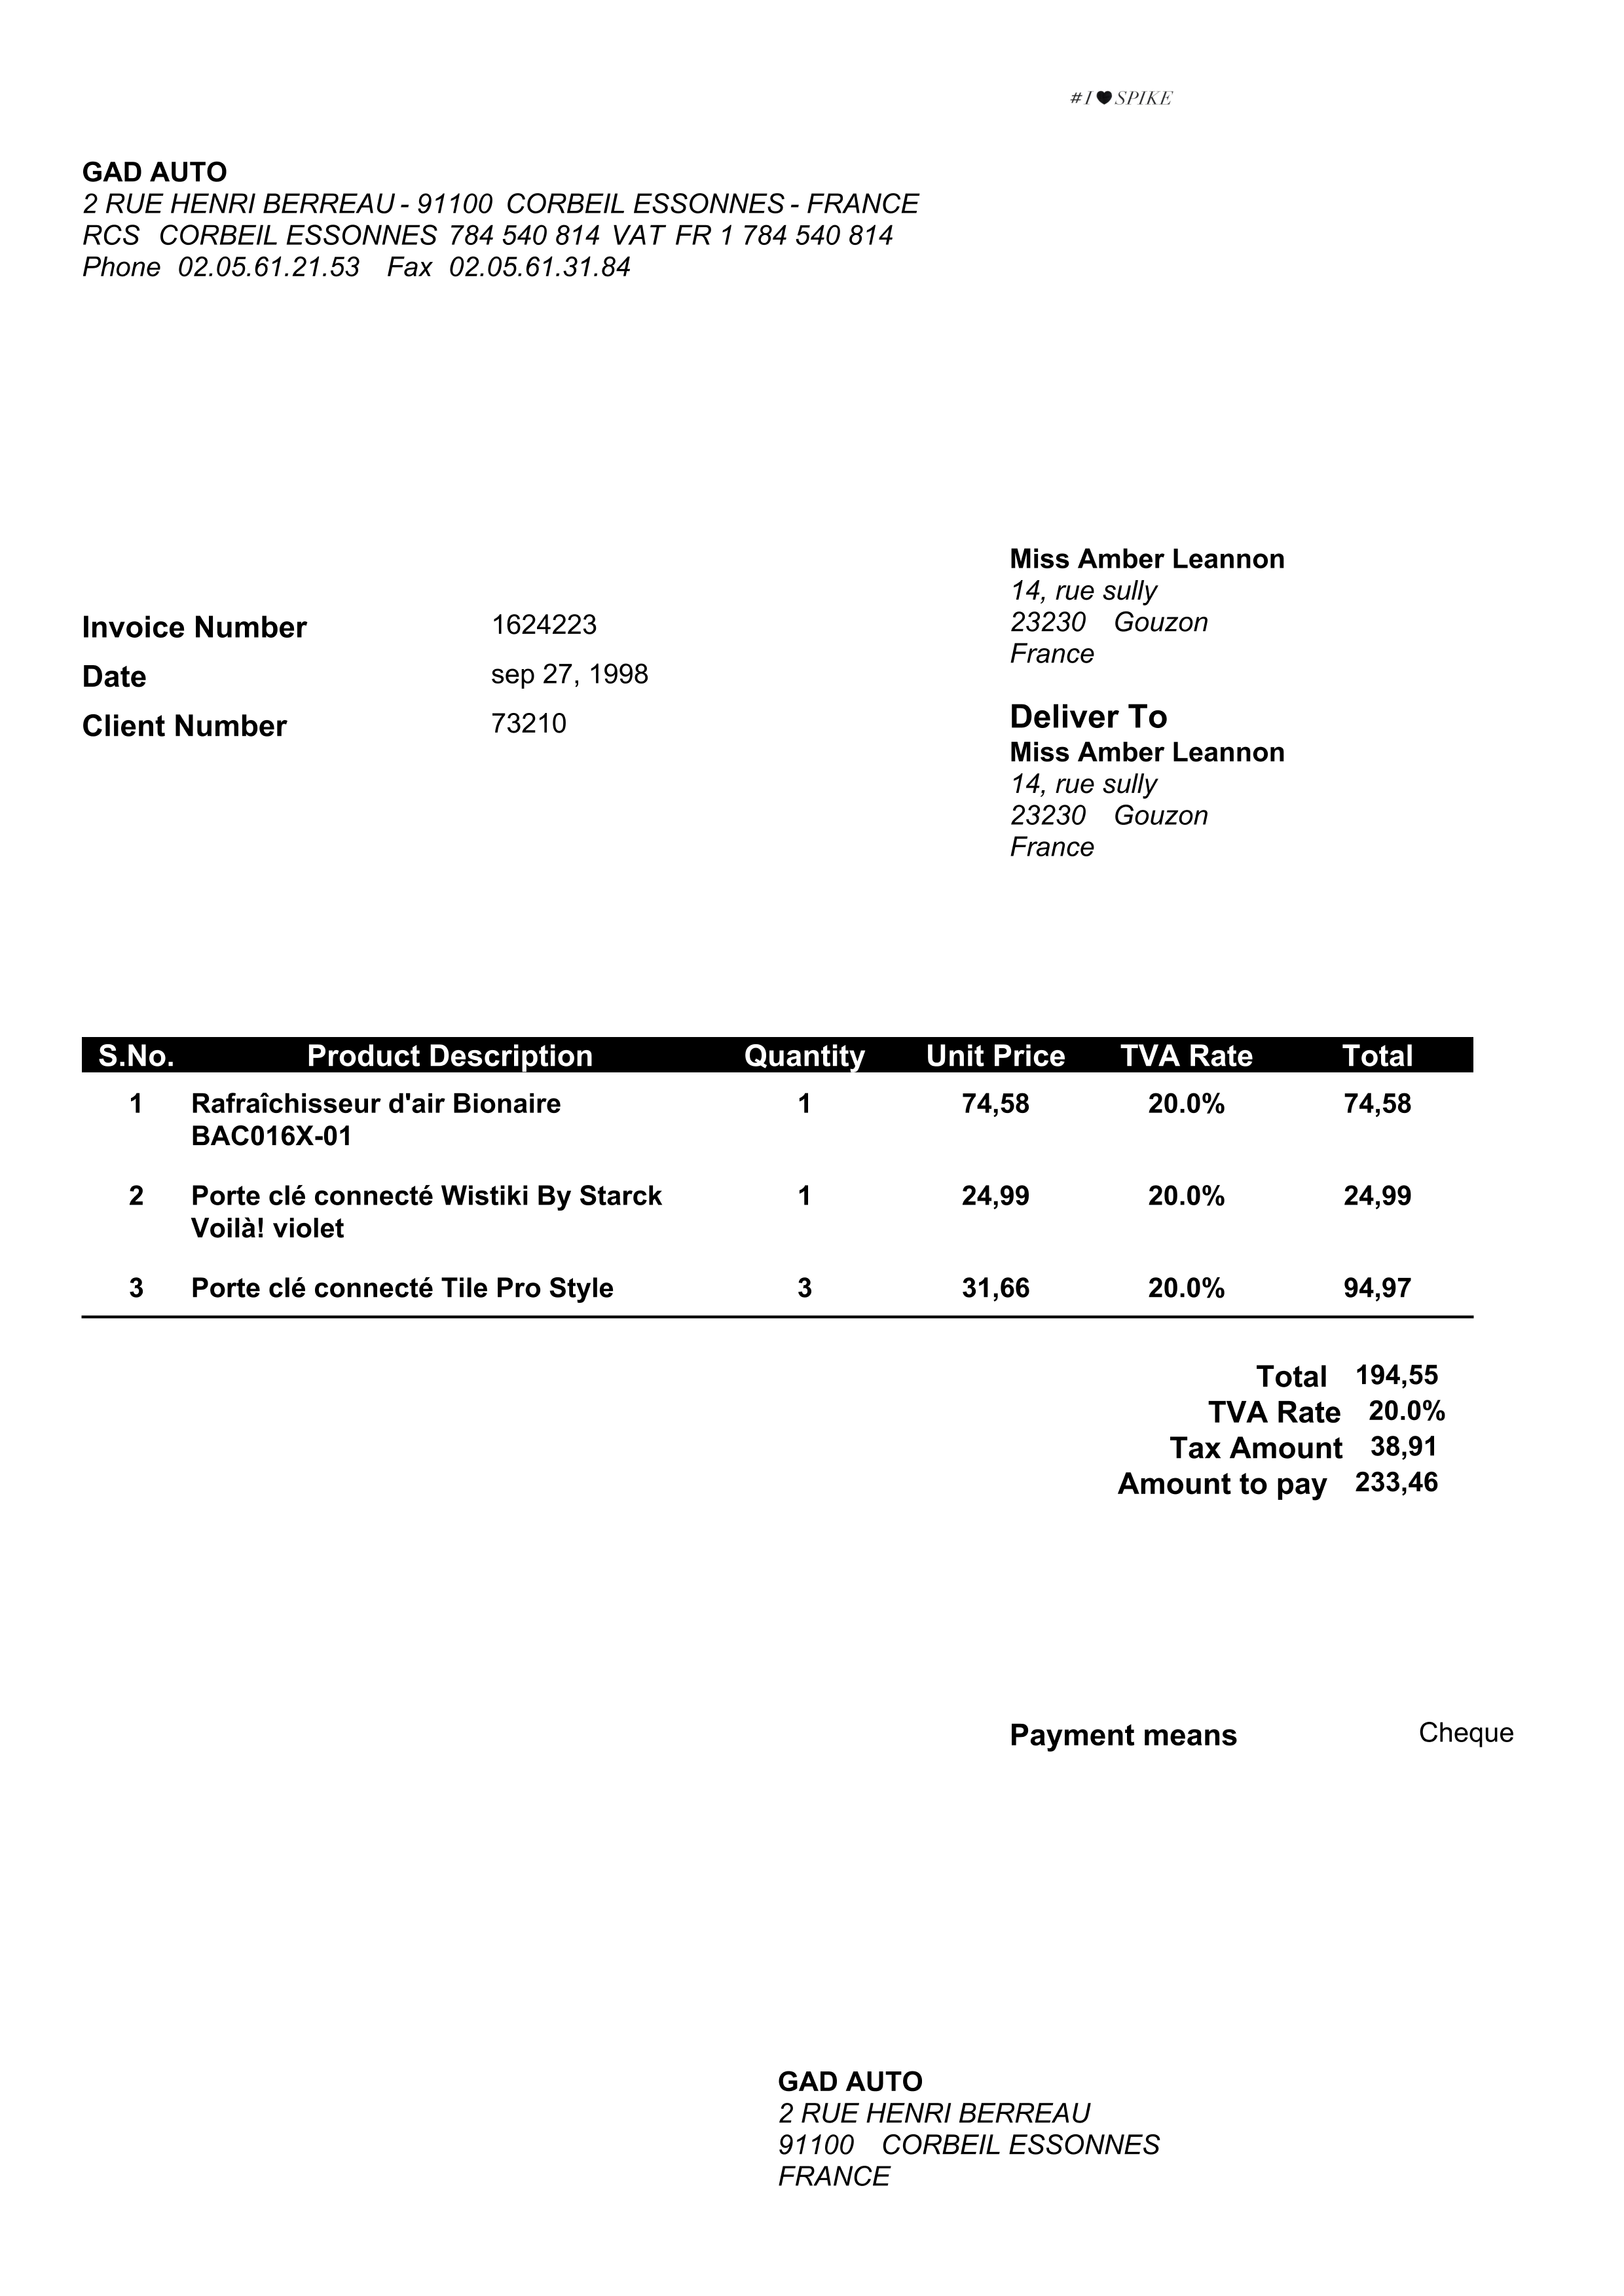 #I♥SPIKE
GAD AUTO
2 RUE HENRI BERREAU - 91100 CORBEIL ESSONNES - FRANCE
RCS CORBEIL ESSONNES 784 540 814 VAT FR 1 784 540 814
Phone 02.05.61.21.53 Fax 02.05.61.31.84
Invoice Number 1624223
Date sep 27, 1998
Client Number 73210
Miss Amber Leannon
14, rue sully
23230 Gouzon
France
Deliver To
Miss Amber Leannon
14, rue sully
23230 Gouzon
France
S.No. Product Description Quantity Unit Price TVA Rate Total
1 Rafraîchisseur d'air Bionaire 1 74,58 20.0% 74,58
BAC016X-01
2 Porte clé connecté Wistiki By Starck 1 24,99 20.0% 24,99
Voilà! violet
3 Porte clé connecté Tile Pro Style 3 31,66 20.0% 94,97
Total 194,55
TVA Rate 20.0%
Tax Amount 38,91
Amount to pay 233,46
Payment means Cheque
GAD AUTO
2 RUE HENRI BERREAU
91100 CORBEIL ESSONNES
FRANCE